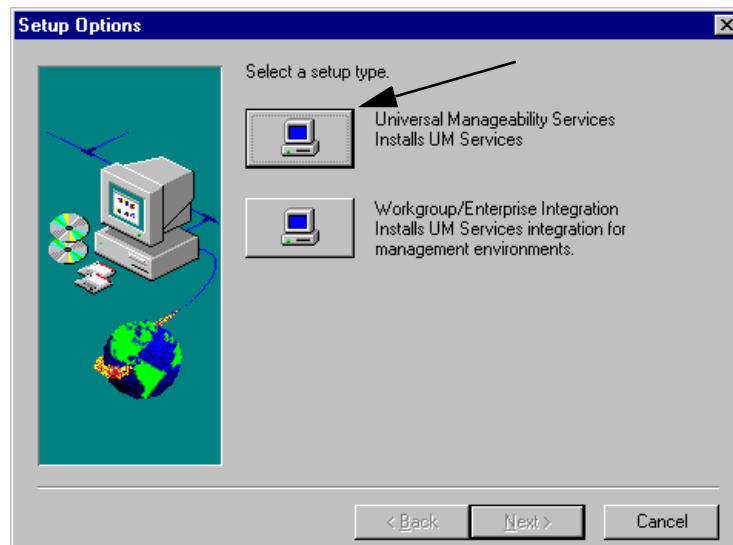 Setup Options
Select a setup type.
Universal Manageability Services
Installs UM Services
Workgroup/Enterprise Integration
Installs UM Services integration for
management environments.
< Back
Next >
Cancel